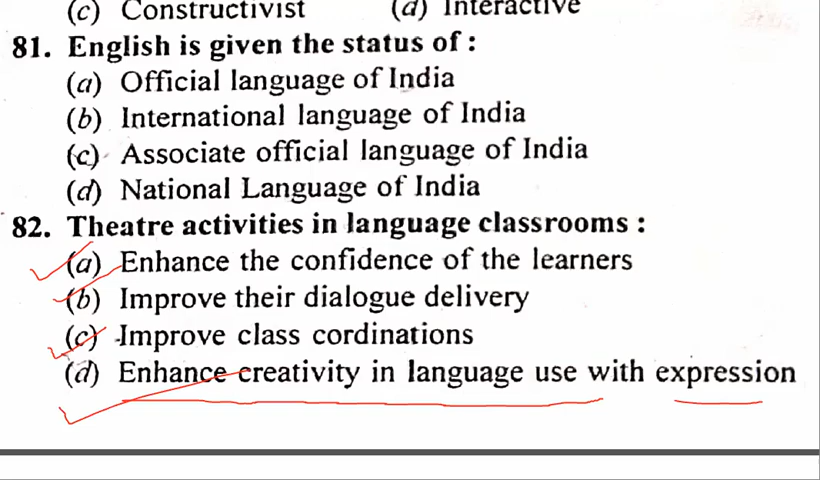 (c) Constructivist (d) Interactive
81. English is given the status of :
(a) Official language of India
(b) International language of India
(c) Associate official language of India
(d) National Language of India
82. Theatre activities in language classrooms :
(a) Enhance the confidence of the learners
(b) Improve their dialogue delivery
(c) Improve class cordinations
(d) Enhance creativity in language use with expression